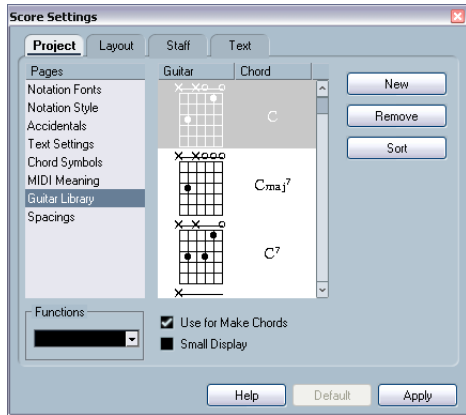 Score Settings
Project Layout Staff Text
Pages
Notation Fonts
Notation Style
Accidentals
Text Settings
Chord Symbols
MIDI Meaning
Guitar Library
Spacings
Functions
Guitar Chord
C
Cmaj7
C7
Use for Make Chords
Small Display
New
Remove
Sort
Help Default Apply